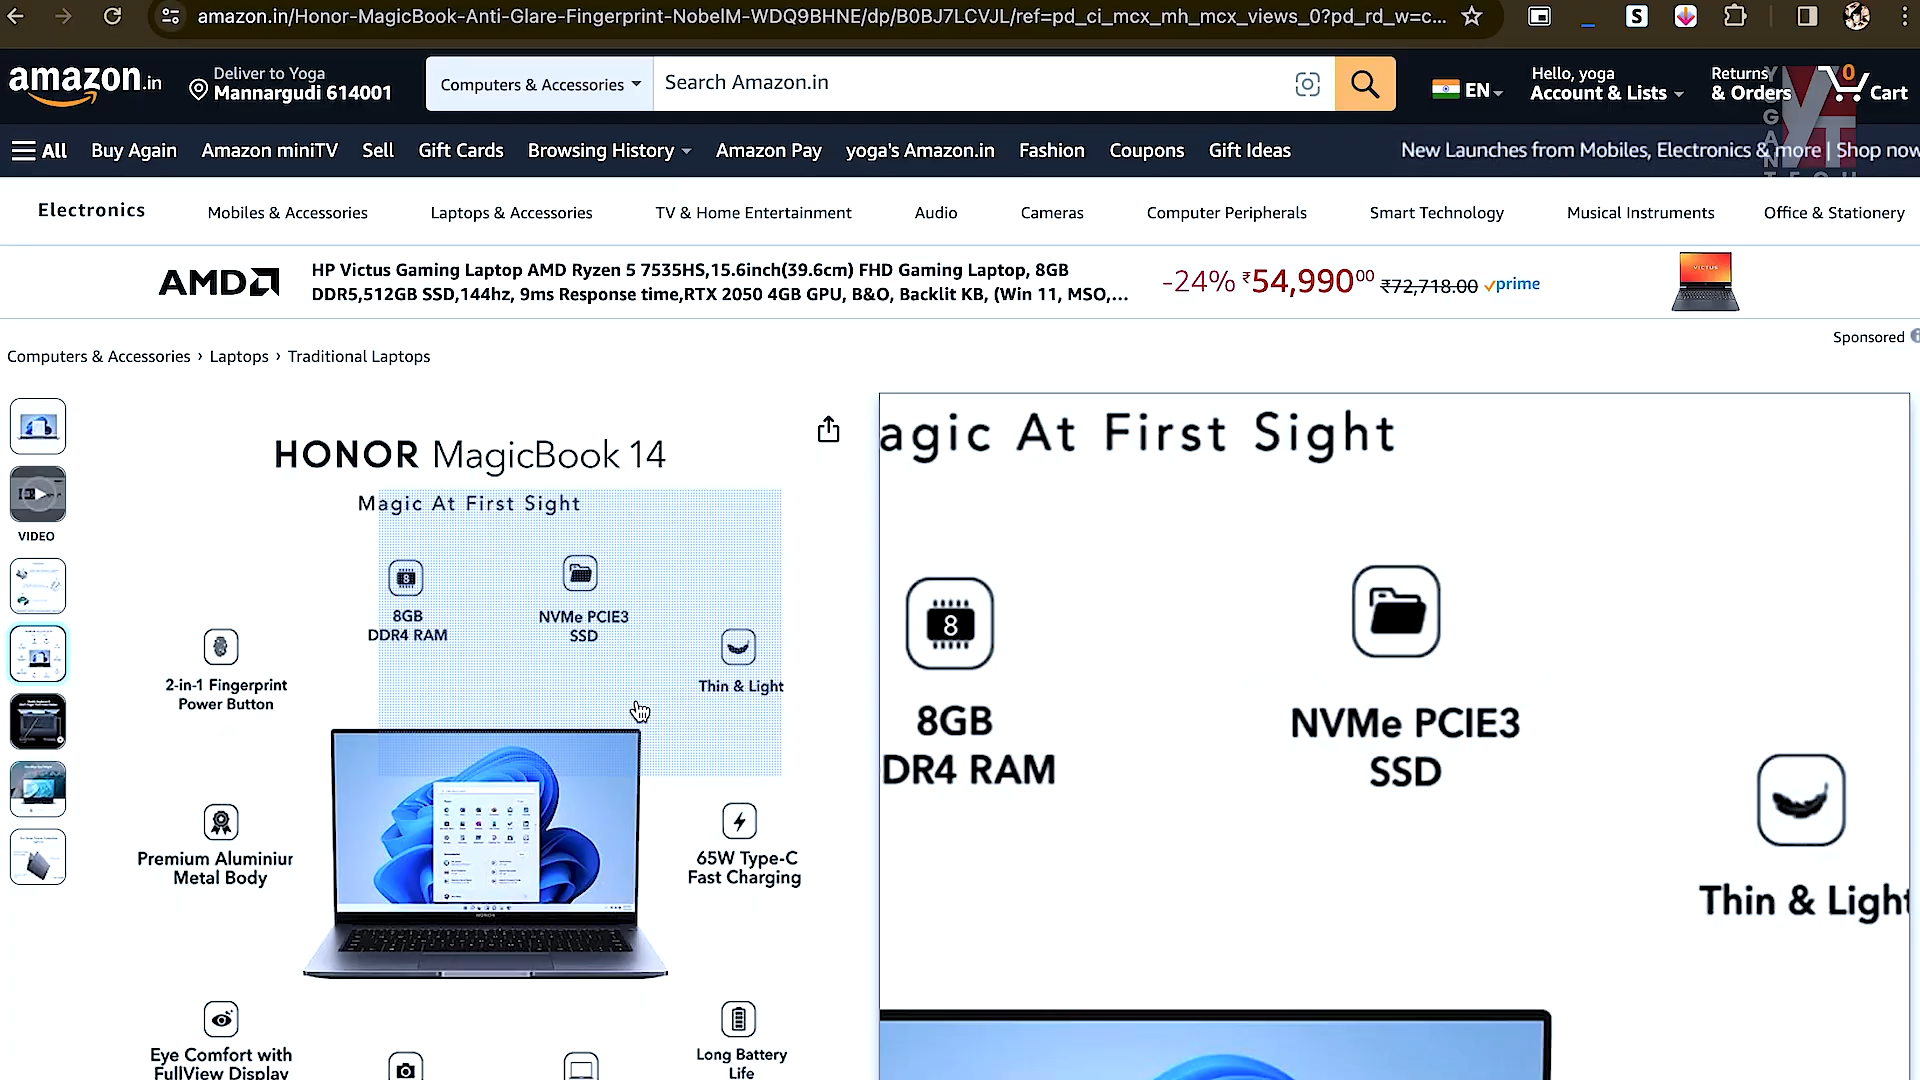 amazon.in/Honor-MagicBook-Anti-Glare-Fingerprint-NobelM-WDQ9BHNE/dp/B0BJ7LCVJL/ref=pd_ci_mcx_mh_mcx_views_0?pd_rd_w=c...
amazon.in
Deliver to Yoga
Mannargudi 614001
Computers & Accessories
Search Amazon.in
EN
Hello, yoga
Account & Lists
Returns
& Orders
0
Cart
All
Buy Again
Amazon miniTV
Sell
Gift Cards
Browsing History
Amazon Pay
yoga's Amazon.in
Fashion
Coupons
Gift Ideas
New Launches from Mobiles, Electronics & more | Shop now
Electronics
Mobiles & Accessories
Laptops & Accessories
TV & Home Entertainment
Audio
Cameras
Computer Peripherals
Smart Technology
Musical Instruments
Office & Stationery
AMD
HP Victus Gaming Laptop AMD Ryzen 5 7535HS,15.6inch(39.6cm) FHD Gaming Laptop, 8GB
DDR5,512GB SSD,144hz, 9ms Response time,RTX 2050 4GB GPU, B&O, Backlit KB, (Win 11, MSO,...
-24% ₹54,99000 ₹72,718.00 prime
VICTUS
Sponsored
Computers & Accessories › Laptops › Traditional Laptops
VIDEO
HONOR MagicBook 14
Magic At First Sight
8
8GB
DDR4 RAM
NVMe PCIE3
SSD
2-in-1 Fingerprint
Power Button
Thin & Light
Premium Aluminiur
Metal Body
65W Type-C
Fast Charging
HONOR
Eye Comfort with
FullView Display
Long Battery
Life
agic At First Sight
8
8GB
DR4 RAM
NVMe PCIE3
SSD
Thin & Light